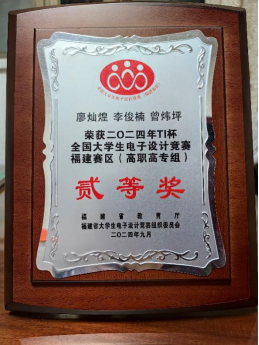 廖灿煌 李俊楠 曾炜坪
荣获二〇二四年TI杯
全国大学生电子设计竞赛
福建赛区（高职高专组）
贰等奖
福建省教育厅
福建省大学生电子设计竞赛组织委员会
二〇二四年九月